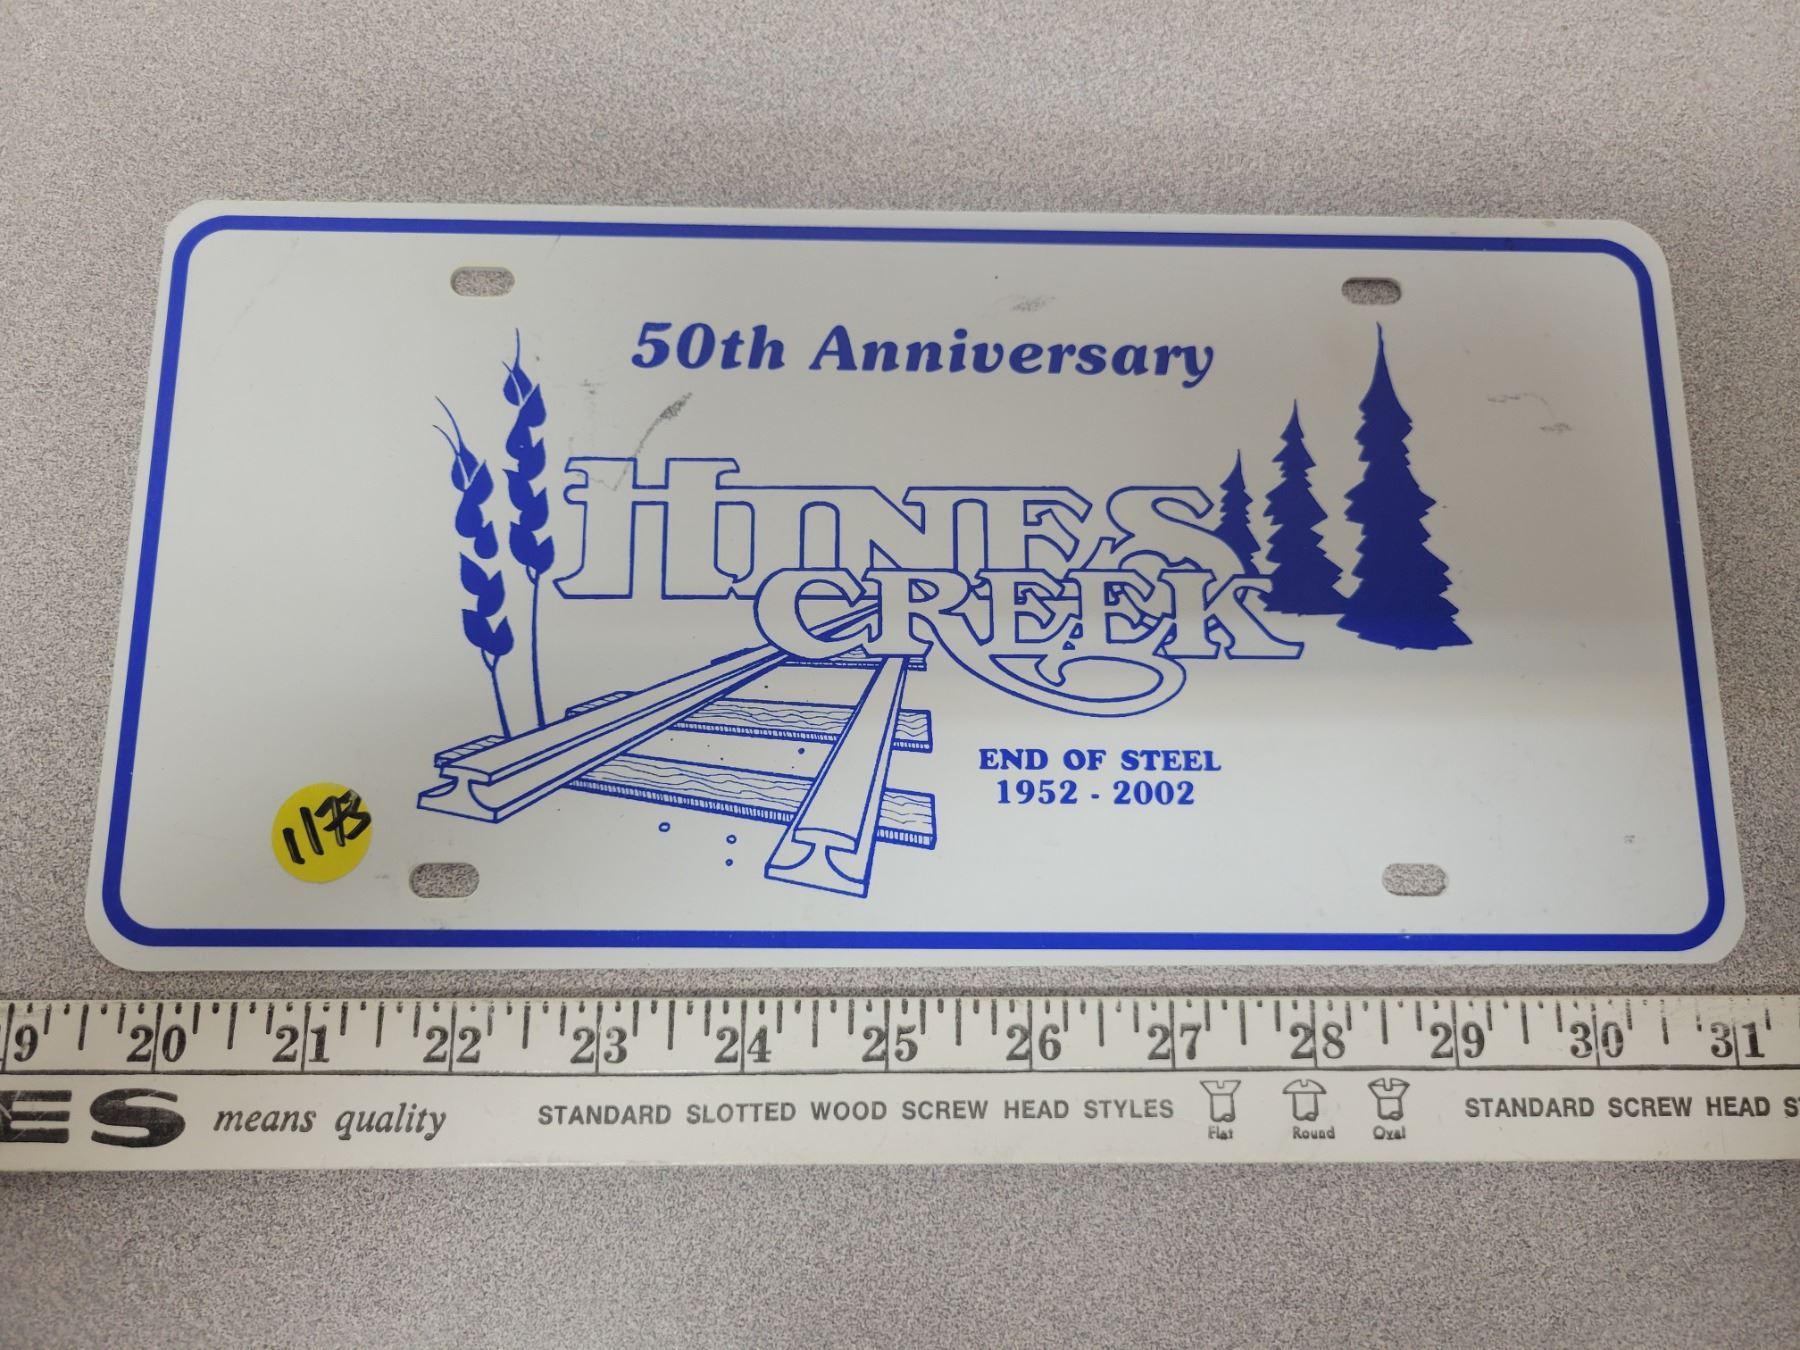 50th Anniversary
HINES
CREEK
END OF STEEL
1952 - 2002
1173
19 20 21 22 23 24 25 26 27 28 29 30 31
ES means quality STANDARD SLOTTED WOOD SCREW HEAD STYLES Flat Round Oval STANDARD SCREW HEAD